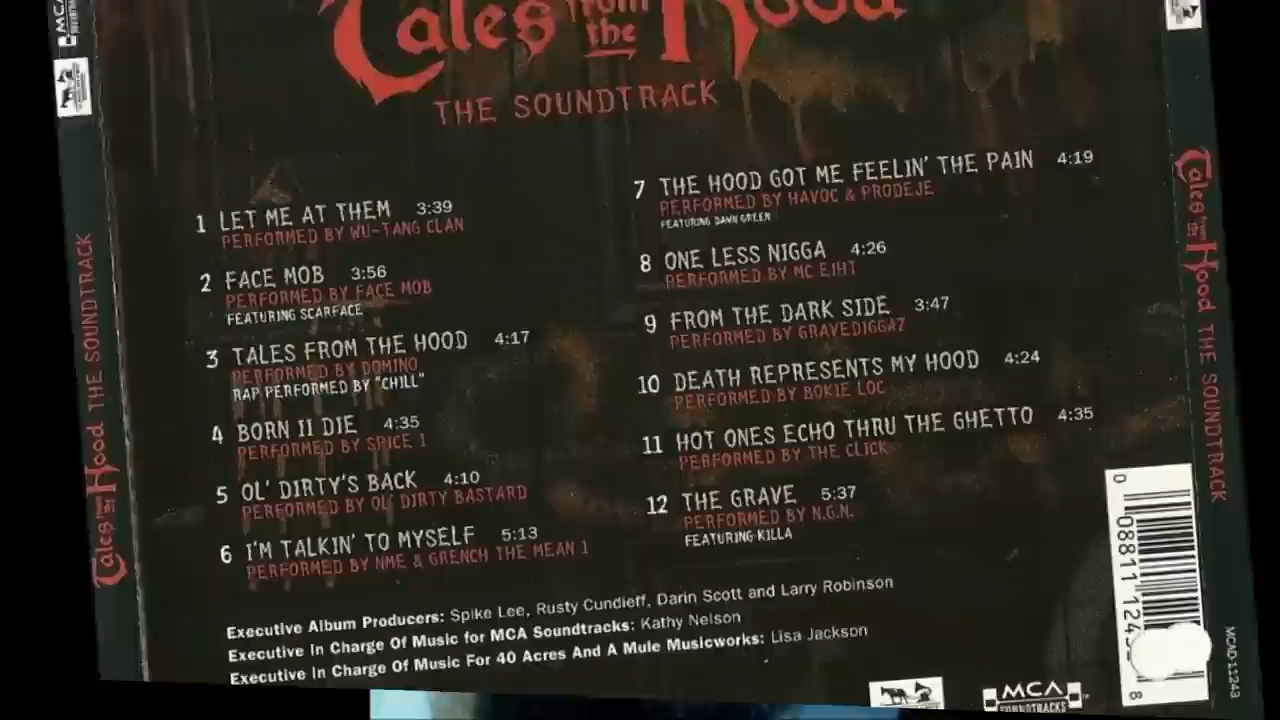 Tales from the Hood
THE SOUNDTRACK
1 LET ME AT THEM 3:39
PERFORMED BY WU-TANG CLAN
2 FACE MOB 3:56
PERFORMED BY FACE MOB
FEATURING SCARFACE
3 TALES FROM THE HOOD 4:17
PERFORMED BY DOMINO
RAP PERFORMED BY "CHILL"
4 BORN II DIE 4:35
PERFORMED BY SPICE 1
5 OL' DIRTY'S BACK 4:10
PERFORMED BY OL' DIRTY BASTARD
6 I'M TALKIN' TO MYSELF 5:13
PERFORMED BY NME & GRENCH THE MEAN 1
7 THE HOOD GOT ME FEELIN' THE PAIN 4:19
PERFORMED BY HAVOC & PRODEJE
FEATURING DAWN GREEN
8 ONE LESS NIGGA 4:26
PERFORMED BY MC EIHT
9 FROM THE DARK SIDE 3:47
PERFORMED BY GRAVEDIGGAZ
10 DEATH REPRESENTS MY HOOD 4:24
PERFORMED BY BOKIE LOC
11 HOT ONES ECHO THRU THE GHETTO 4:35
PERFORMED BY THE CLICK
12 THE GRAVE 5:37
PERFORMED BY N.G.N.
FEATURING KILLA
Executive Album Producers: Spike Lee, Rusty Cundieff, Darin Scott and Larry Robinson
Executive In Charge Of Music for MCA Soundtracks: Kathy Nelson
Executive In Charge Of Music For 40 Acres And A Mule Musicworks: Lisa Jackson
MCA
SOUNDTRACKS
Tales from the Hood THE SOUNDTRACK
MCA
Tales from the Hood THE SOUNDTRACK
MCAD-11243
0 08811 124 8